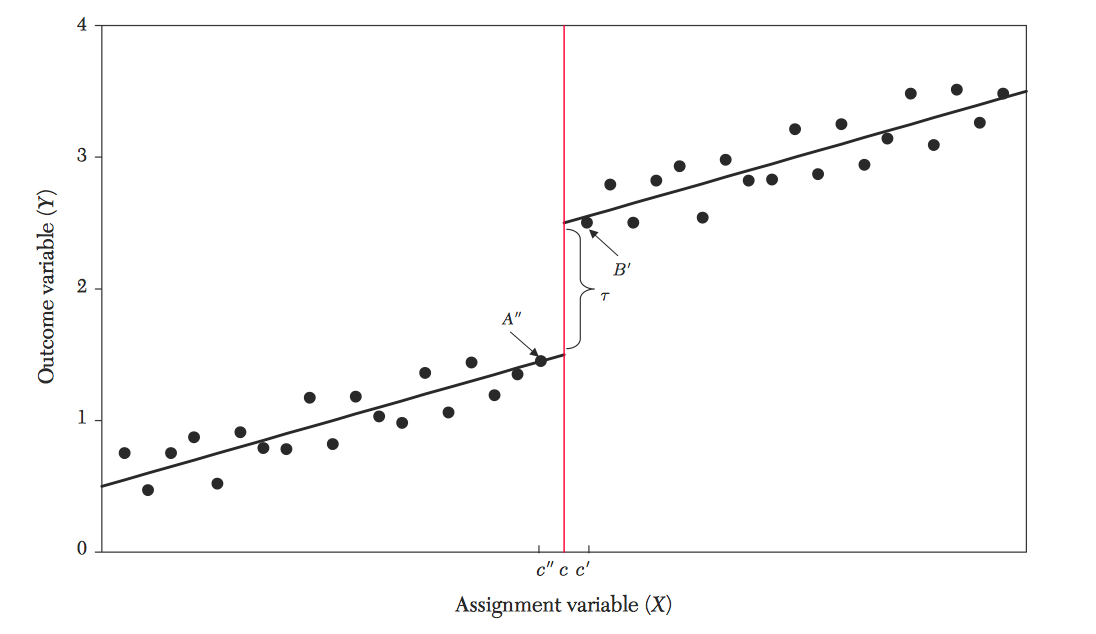 4
3
2
1
0
Outcome variable (Y)
A″
B′
τ
c″ c c′
Assignment variable (X)